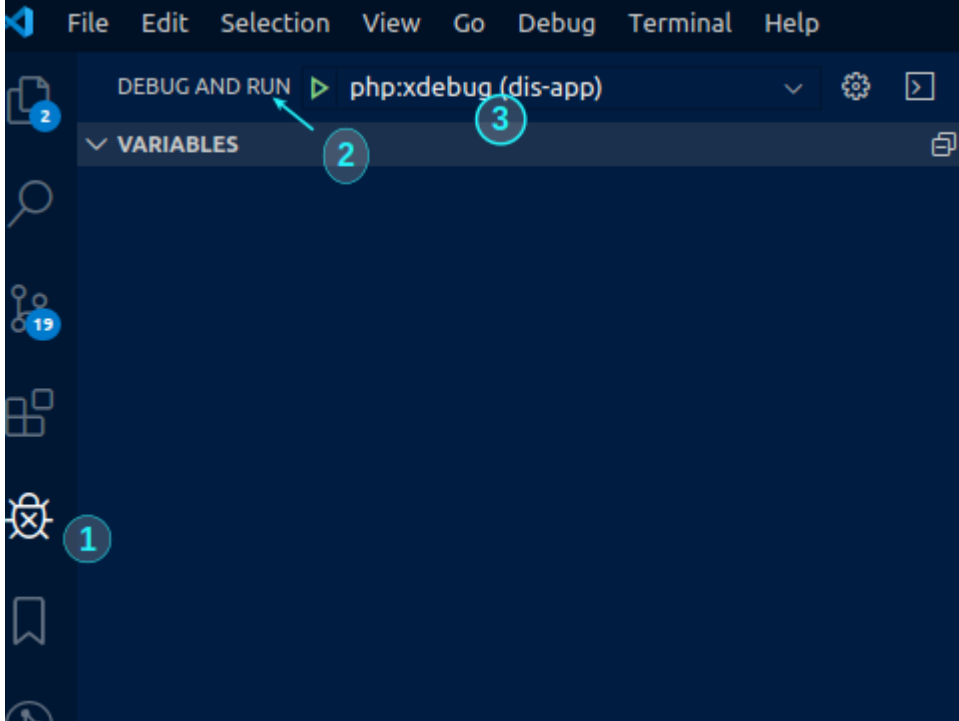 File Edit Selection View Go Debug Terminal Help
DEBUG AND RUN php:xdebug (dis-app)
2
3
VARIABLES
2
19
1